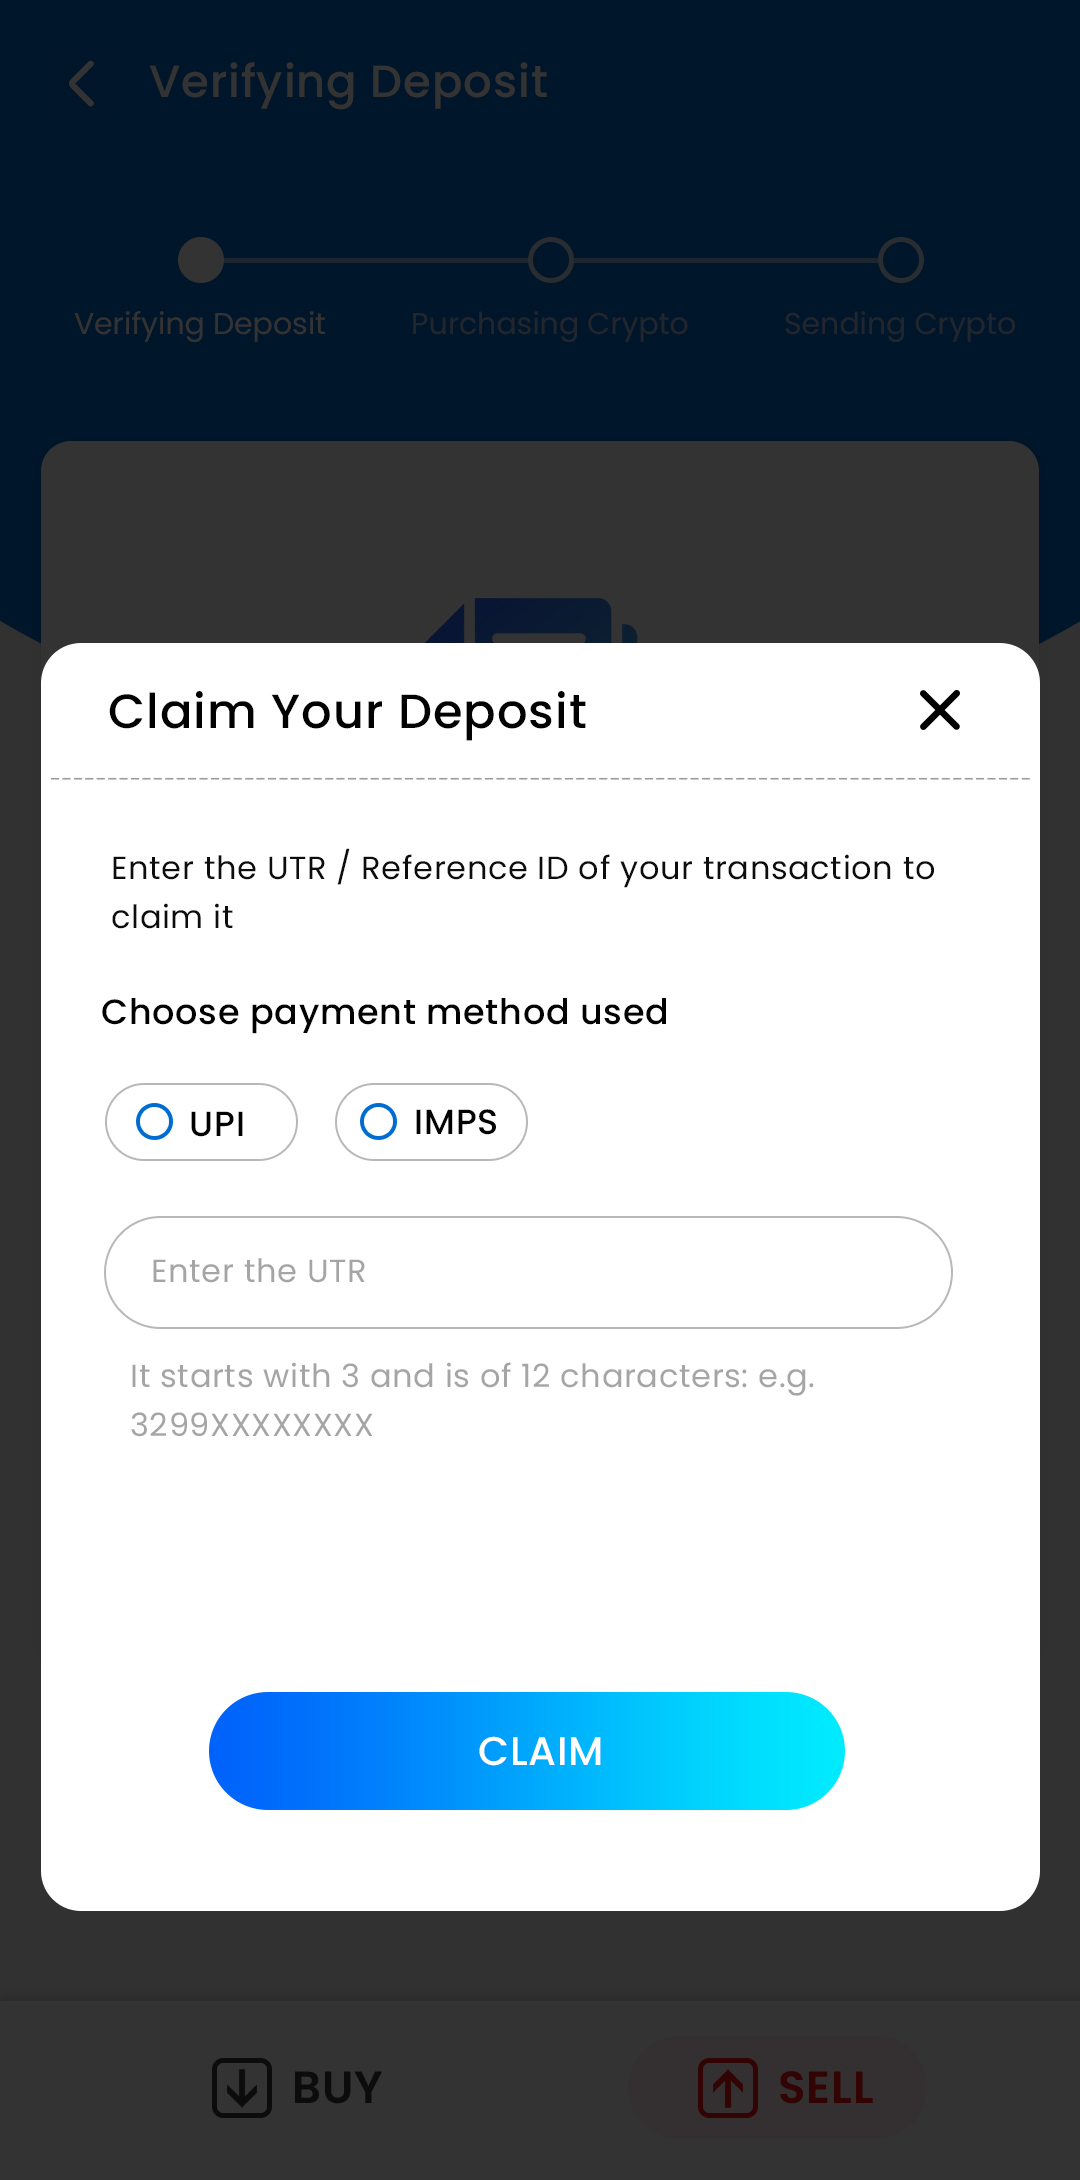 Verifying Deposit
Verifying Deposit
Purchasing Crypto
Sending Crypto
Claim Your Deposit
Enter the UTR / Reference ID of your transaction to
claim it
Choose payment method used
UPI
IMPS
Enter the UTR
It starts with 3 and is of 12 characters: e.g.
3299XXXXXXXX
CLAIM
BUY
SELL